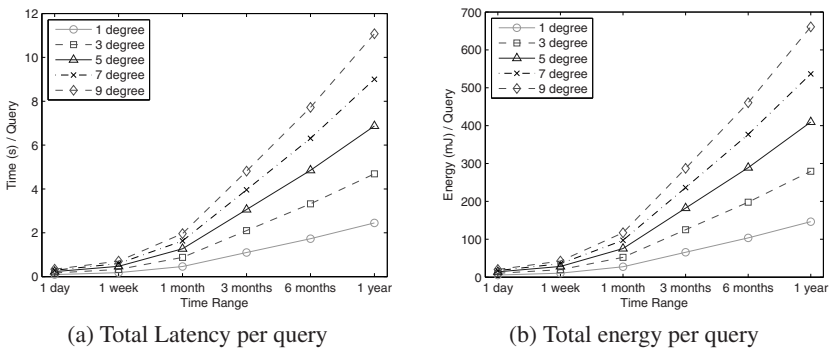 12
10
8
6
4
2
0
Time (s) / Query
1 degree
3 degree
5 degree
7 degree
9 degree
1 day 1 week 1 month 3 months 6 months 1 year
Time Range
(a) Total Latency per query
700
600
500
400
300
200
100
0
Energy (mJ) / Query
1 degree
3 degree
5 degree
7 degree
9 degree
1 day 1 week 1 month 3 months 6 months 1 year
Time Range
(b) Total energy per query